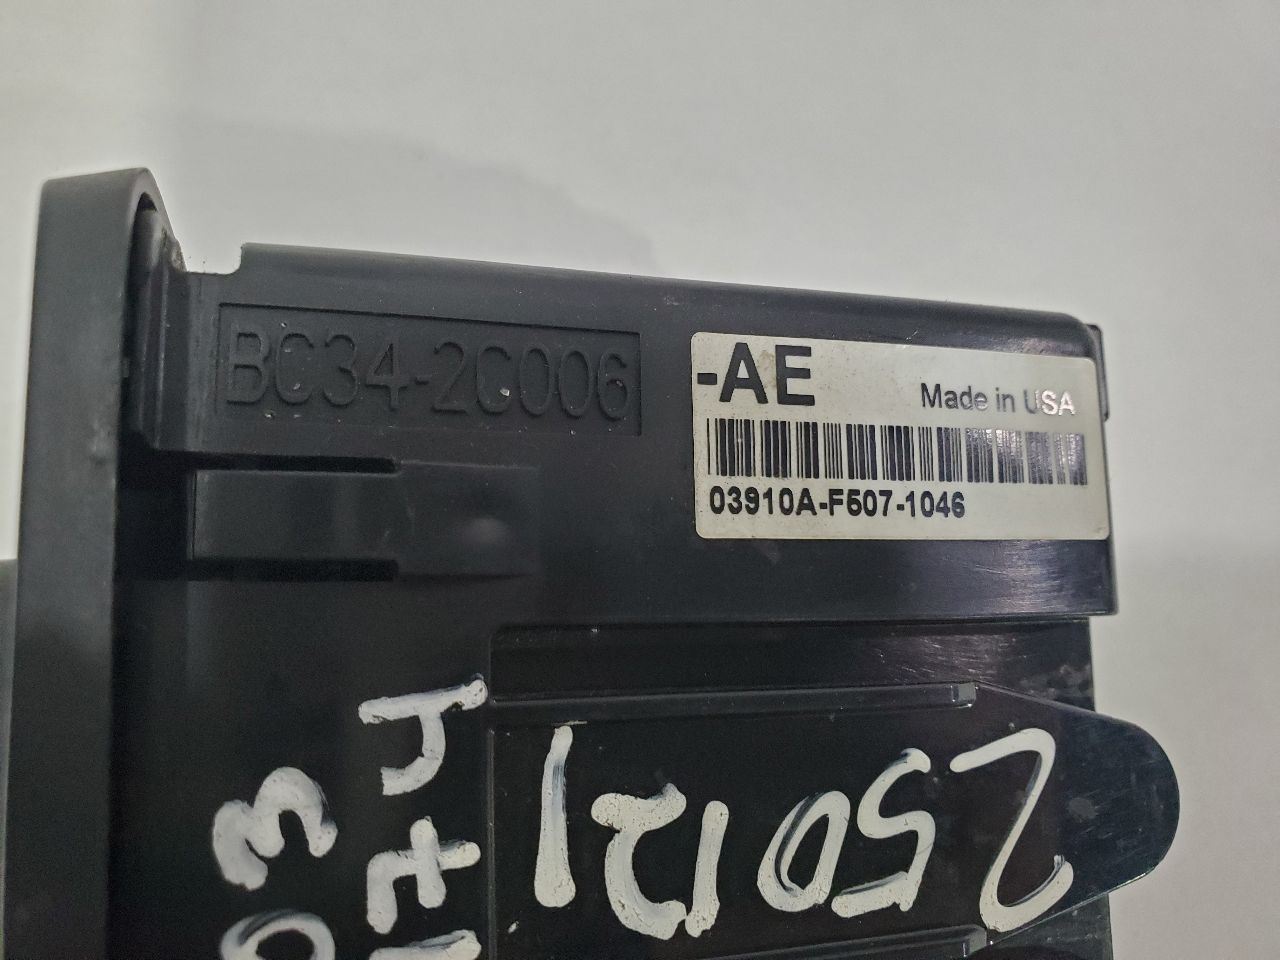 BC34-2C006
-AE
Made in USA
03910A-F507-1046
250121